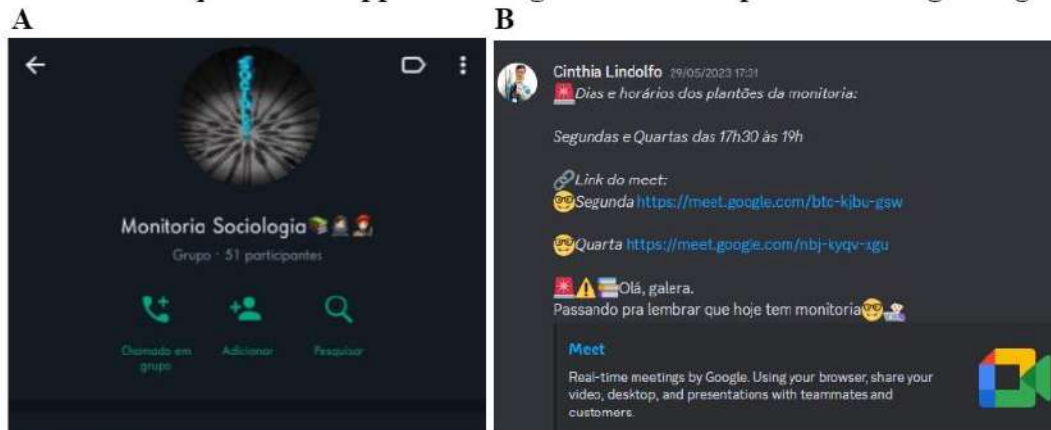 A
B
Monitoria Sociologia📚
Grupo · 51 participantes
Chamada em
grupo
Adicionar
Pesquisar
Cinthia Lindolfo 29/05/2023 17:31
🚨Dias e horários dos plantões da monitoria:
Segundas e Quartas das 17h30 às 19h
🔗Link do meet:
🤓Segunda https://meet.google.com/btc-kjbu-gsw
🤓Quarta https://meet.google.com/nbj-kyqv-xgu
🚨⚠️📚Olá, galera.
Passando pra lembrar que hoje tem monitoria🤓
Meet
Real-time meetings by Google. Using your browser, share your
video, desktop, and presentations with teammates and
customers.